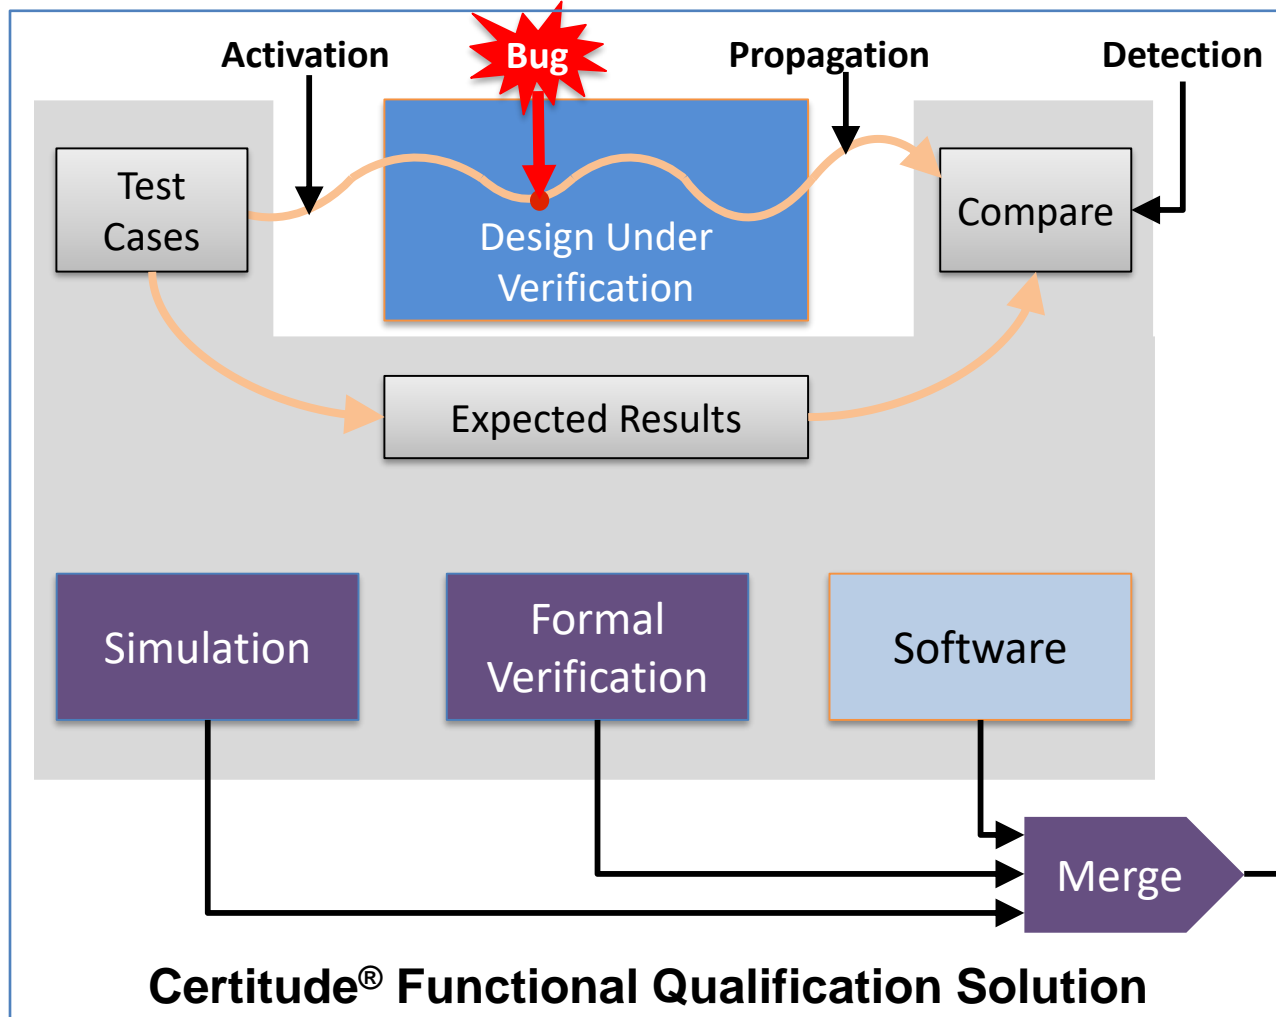 Activation
Bug
Propagation
Detection
Test
Cases
Design Under
Verification
Compare
Expected Results
Simulation
Formal
Verification
Software
Merge
Certitude® Functional Qualification Solution